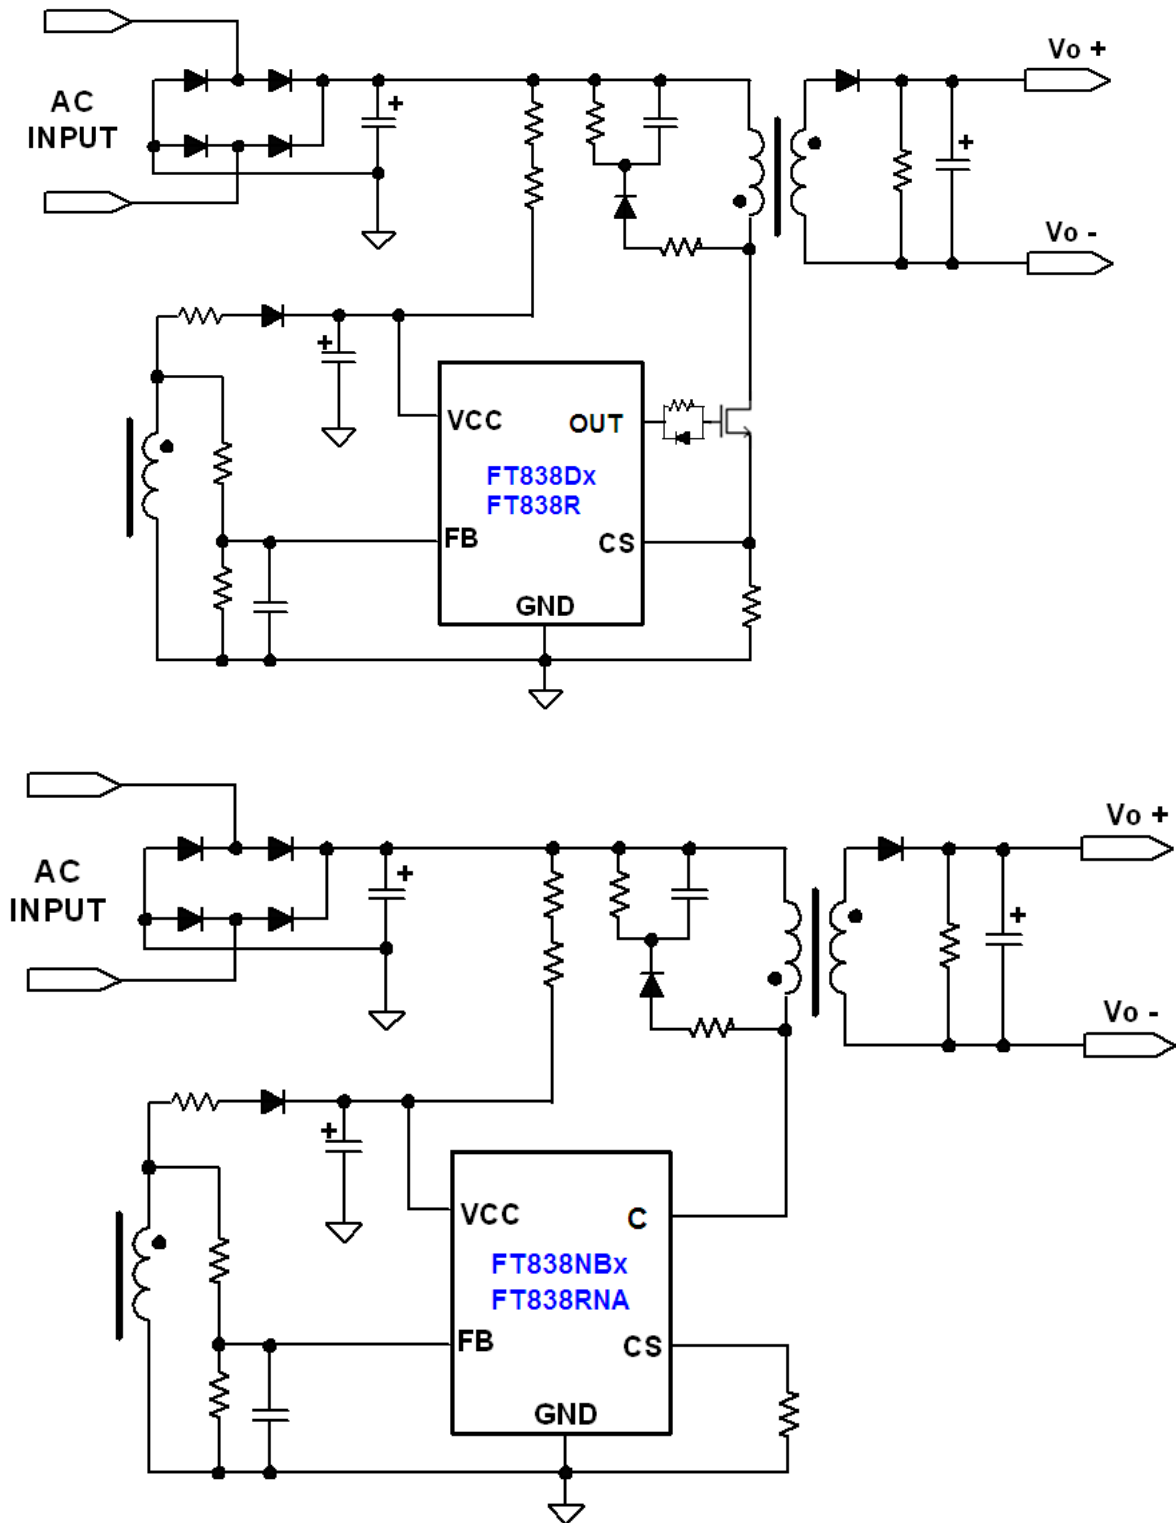 Vo +
AC
INPUT
Vo -
VCC
OUT
FT838Dx
FT838R
FB
CS
GND
Vo +
AC
INPUT
Vo -
VCC
C
FT838NBx
FT838RNA
FB
CS
GND